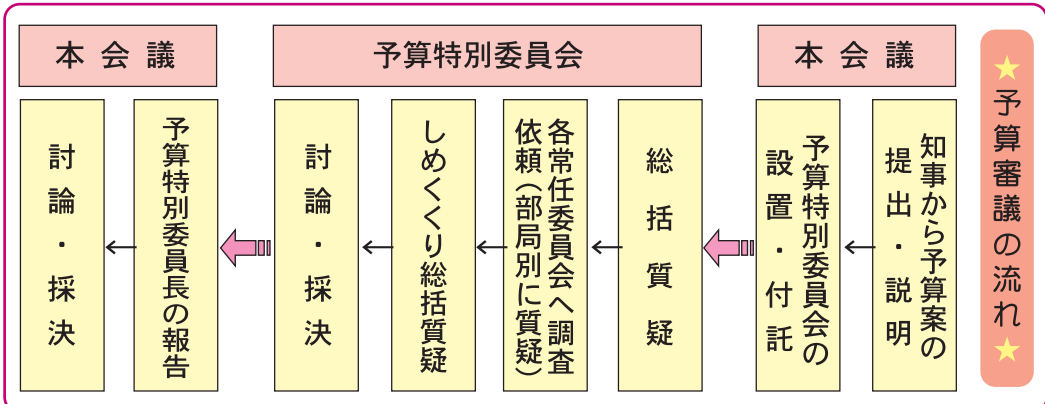 ★予算審議の流れ★
本会議
知事から予算案の
提出・説明
予算特別委員会の
設置・付託
予算特別委員会
総括質疑
各常任委員会へ調査
依頼(部局別に質疑)
しめくくり総括質疑
討論・採決
本会議
予算特別委員長の報告
討論・採決